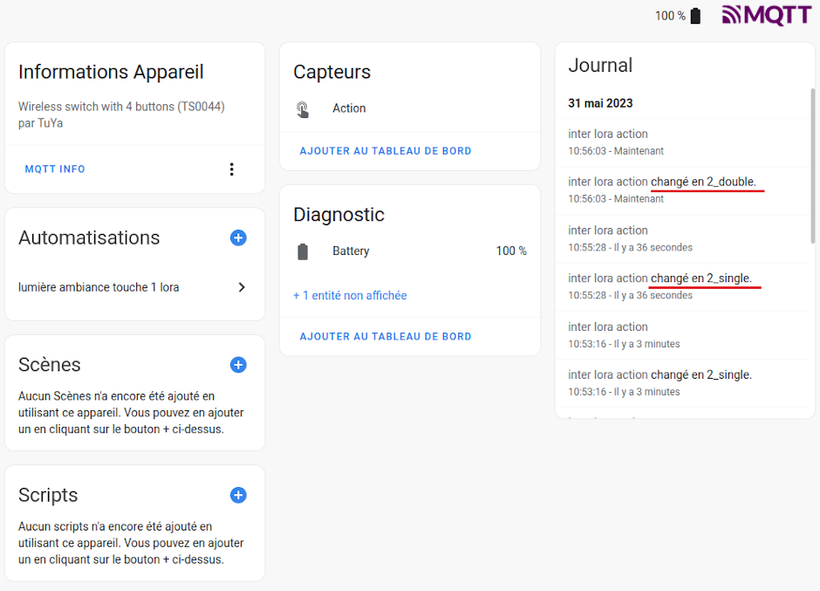 100 %
MQTT
Informations Appareil
Wireless switch with 4 buttons (TS0044)
par TuYa
MQTT INFO
Automatisations
lumière ambiance touche 1 lora
Scènes
Aucun Scènes n'a encore été ajouté en
utilisant ce appareil. Vous pouvez en ajouter
un en cliquant sur le bouton + ci-dessus.
Scripts
Aucun scripts n'a encore été ajouté en
utilisant ce appareil. Vous pouvez en ajouter
un en cliquant sur le bouton + ci-dessus.
Capteurs
Action
AJOUTER AU TABLEAU DE BORD
Diagnostic
Battery 100 %
+ 1 entité non affichée
AJOUTER AU TABLEAU DE BORD
Journal
31 mai 2023
inter lora action
10:56:03 - Maintenant
inter lora action changé en 2_double.
10:56:03 - Maintenant
inter lora action
10:55:28 - Il y a 36 secondes
inter lora action changé en 2_single.
10:55:28 - Il y a 36 secondes
inter lora action
10:53:16 - Il y a 3 minutes
inter lora action changé en 2_single.
10:53:16 - Il y a 3 minutes